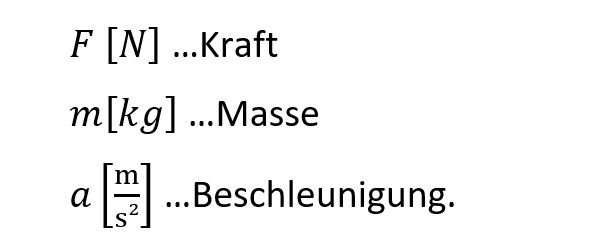 F [N] ...Kraft
m[kg] ...Masse
a [m/s²] ...Beschleunigung.